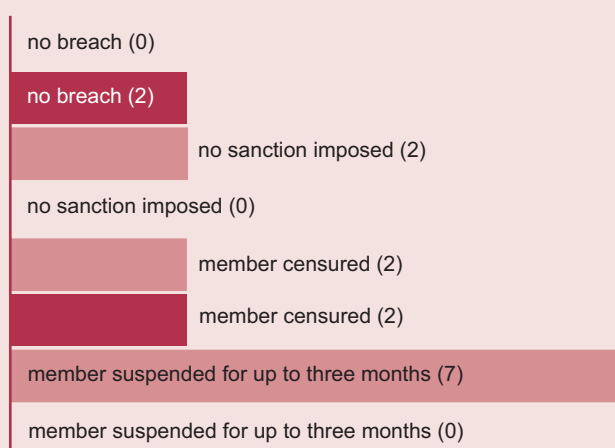 no breach (0)
no breach (2)
no sanction imposed (2)
no sanction imposed (0)
member censured (2)
member censured (2)
member suspended for up to three months (7)
member suspended for up to three months (0)